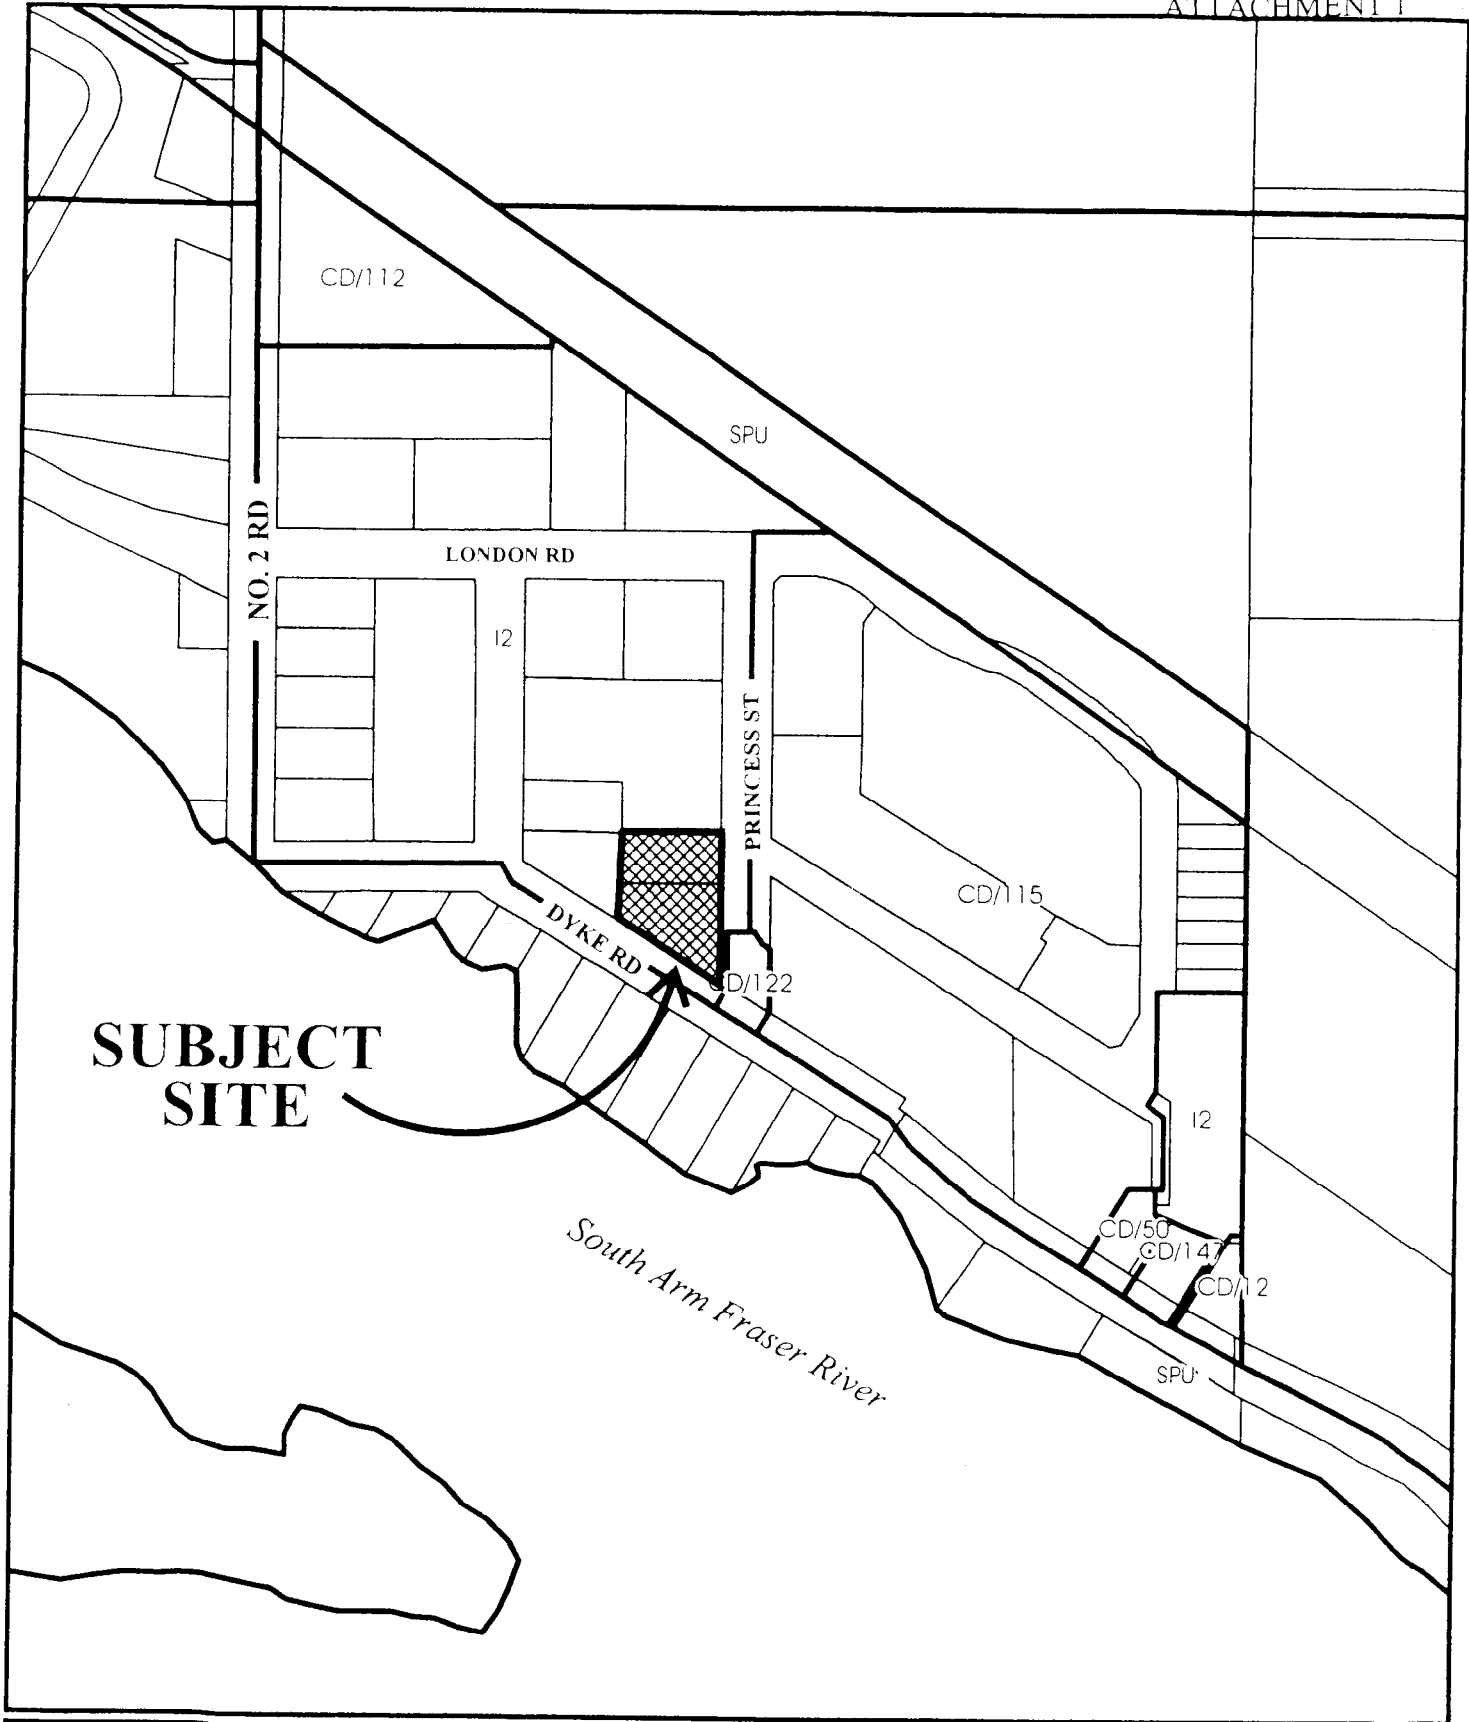 ATTACHMENT 1
CD/112
SPU
NO. 2 RD
LONDON RD
I2
PRINCESS ST
CD/115
DYKE RD
CD/122
SUBJECT
SITE
I2
CD/50
CD/147
CD/12
South Arm Fraser River
SPU